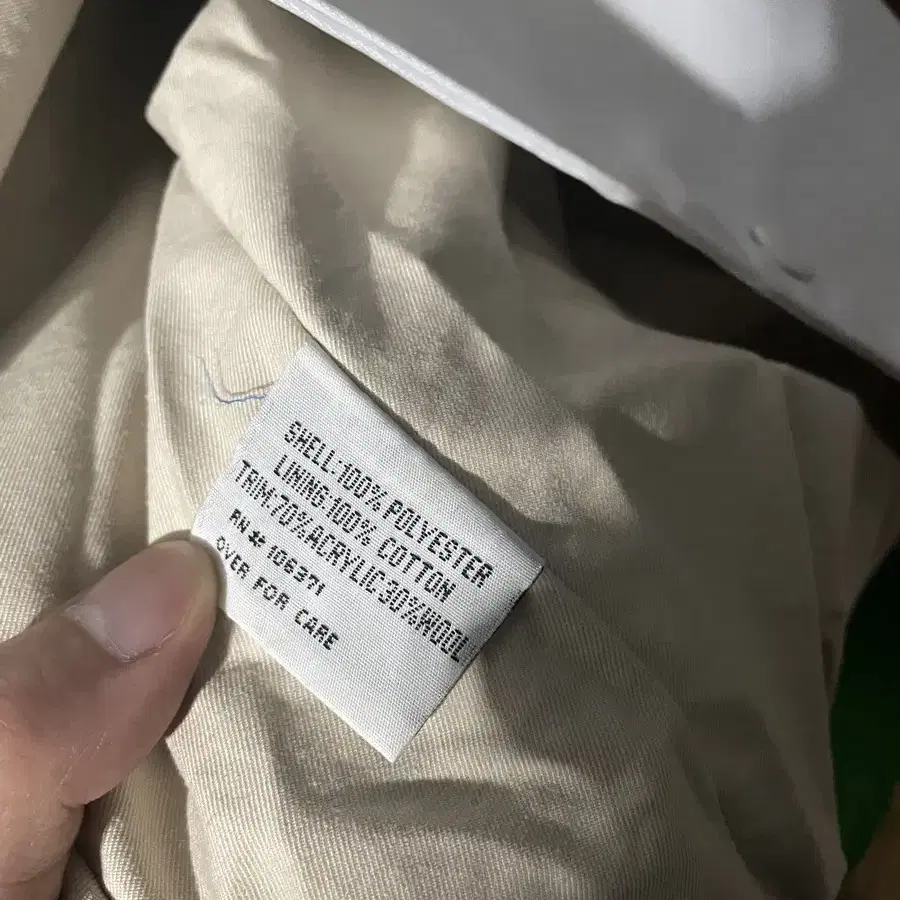 SHELL:100% POLYESTER
LINING:100% COTTON
TRIM:70%ACRYLIC30%WOOL
RN# 106371
OVER FOR CARE